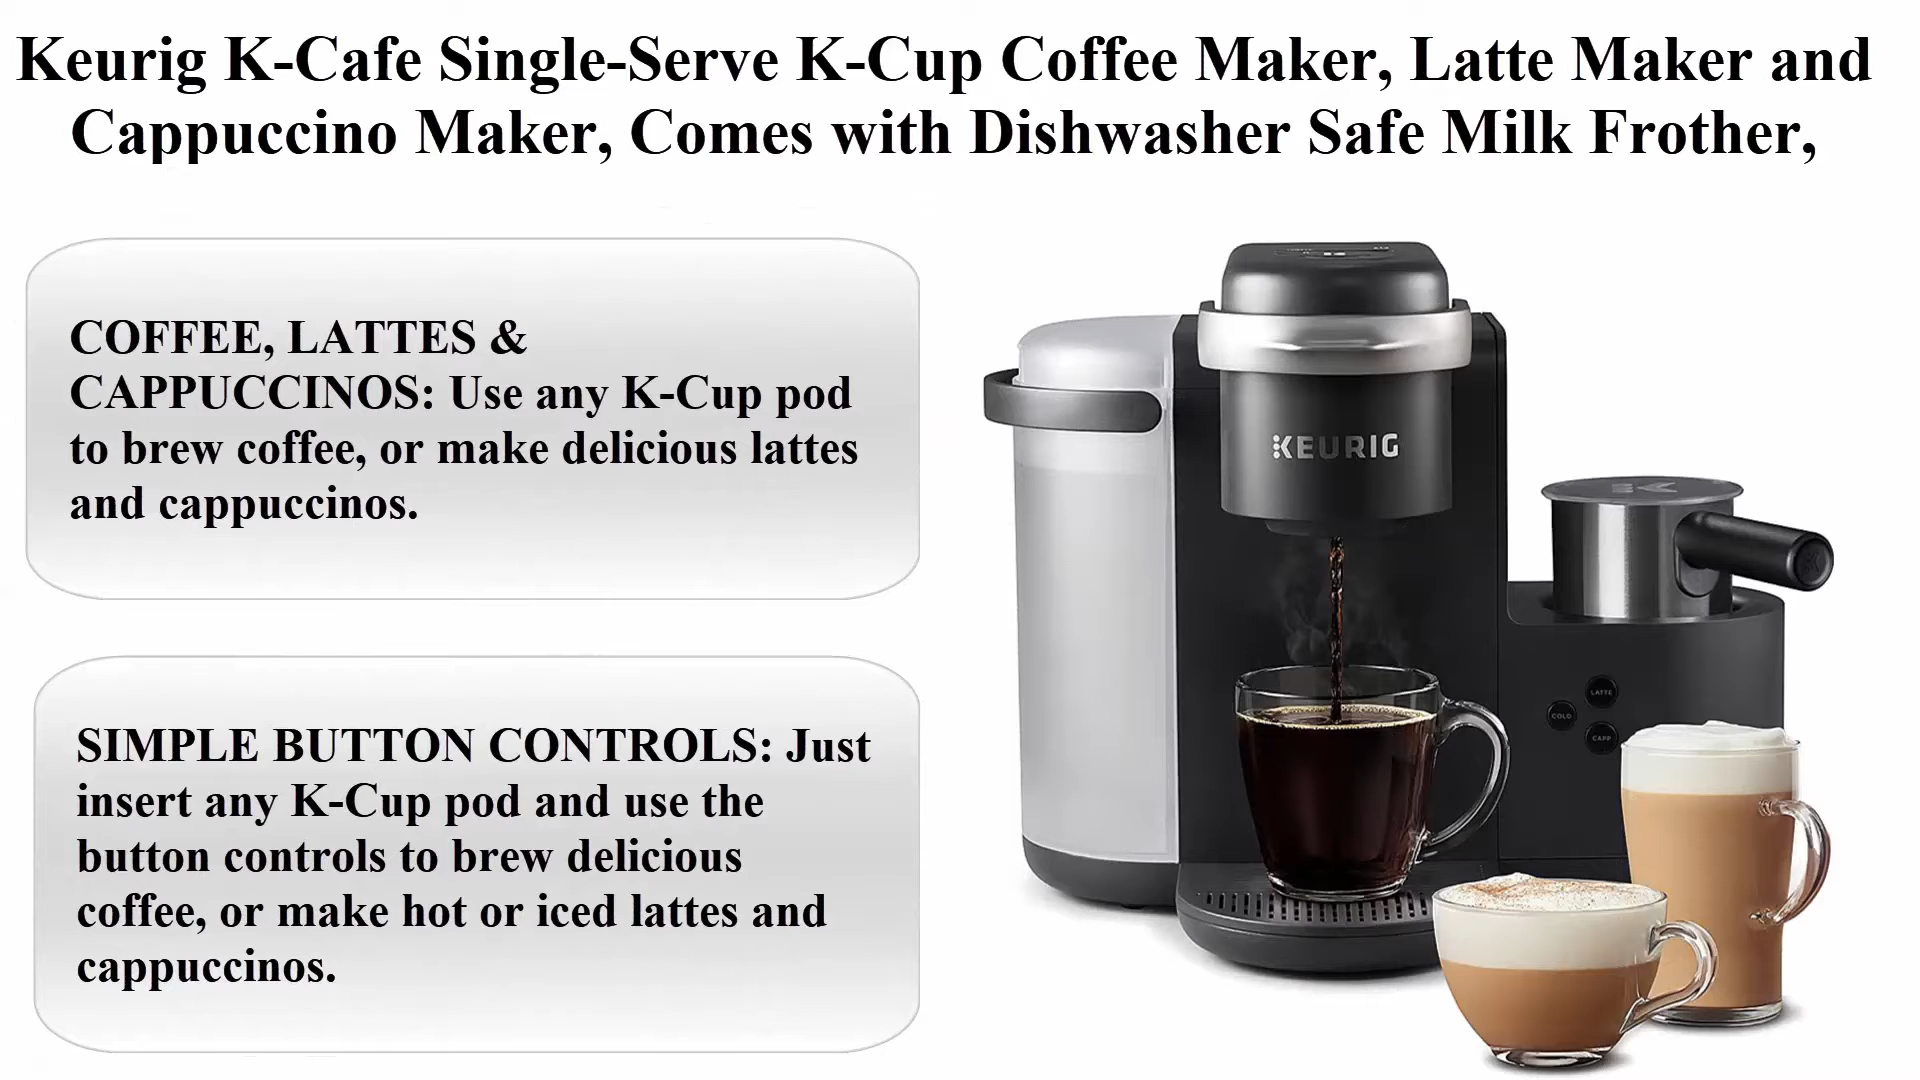 Keurig K-Cafe Single-Serve K-Cup Coffee Maker, Latte Maker and
Cappuccino Maker, Comes with Dishwasher Safe Milk Frother,
COFFEE, LATTES &
CAPPUCCINOS: Use any K-Cup pod
to brew coffee, or make delicious lattes
and cappuccinos.
SIMPLE BUTTON CONTROLS: Just
insert any K-Cup pod and use the
button controls to brew delicious
coffee, or make hot or iced lattes and
cappuccinos.
KEURIG
LATTE
COLD
CAPP